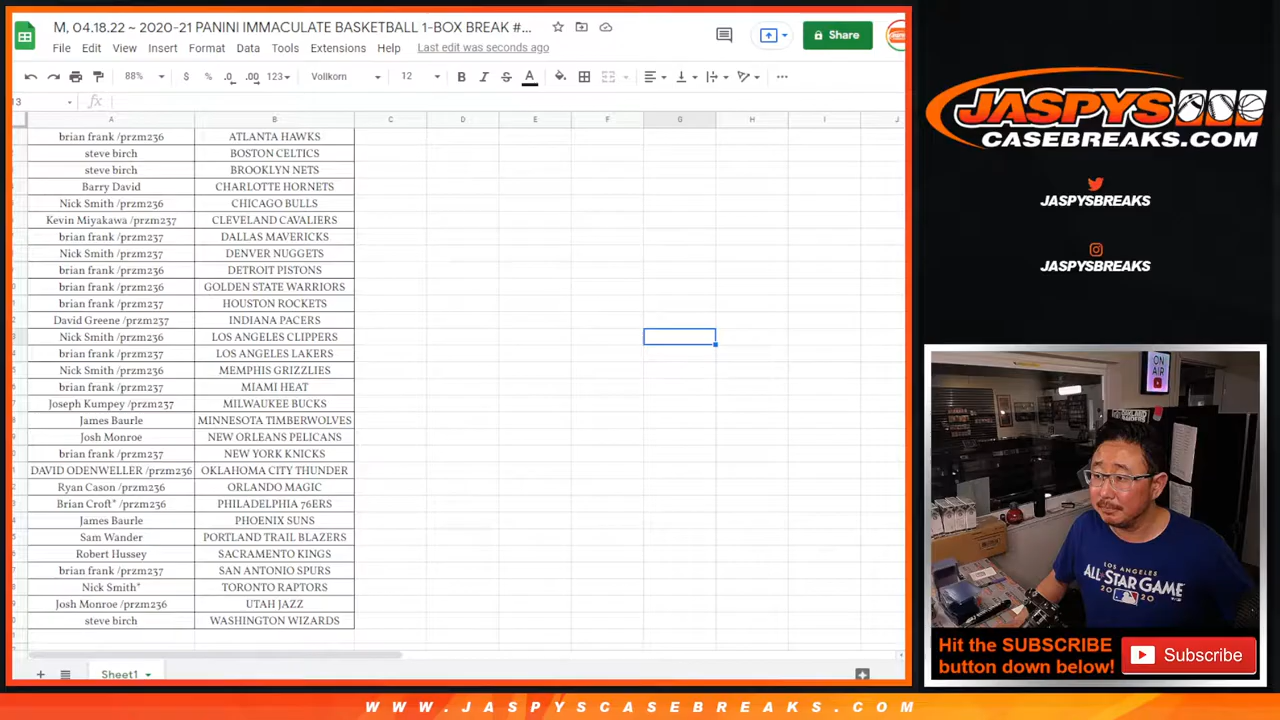 M, 04.18.22 ~ 2020-21 PANINI IMMACULATE BASKETBALL 1-BOX BREAK #...
File Edit View Insert Format Data Tools Extensions Help Last edit was seconds ago
Share
88% $ % .0 .00 123 Vollkorn 12 B I S A
fx
A B C D E F G H I J
brian frank /przm236 ATLANTA HAWKS
steve birch BOSTON CELTICS
steve birch BROOKLYN NETS
Barry David CHARLOTTE HORNETS
Nick Smith /przm236 CHICAGO BULLS
Kevin Miyakawa /przm237 CLEVELAND CAVALIERS
brian frank /przm237 DALLAS MAVERICKS
Nick Smith /przm237 DENVER NUGGETS
brian frank /przm236 DETROIT PISTONS
brian frank /przm236 GOLDEN STATE WARRIORS
brian frank /przm237 HOUSTON ROCKETS
David Greene /przm237 INDIANA PACERS
Nick Smith /przm236 LOS ANGELES CLIPPERS
brian frank /przm237 LOS ANGELES LAKERS
Nick Smith /przm236 MEMPHIS GRIZZLIES
brian frank /przm237 MIAMI HEAT
Joseph Kumpey /przm237 MILWAUKEE BUCKS
James Baurle MINNESOTA TIMBERWOLVES
Josh Monroe NEW ORLEANS PELICANS
brian frank /przm237 NEW YORK KNICKS
DAVID ODENWELLER /przm236 OKLAHOMA CITY THUNDER
Ryan Cason /przm236 ORLANDO MAGIC
Brian Croft* /przm236 PHILADELPHIA 76ERS
James Baurle PHOENIX SUNS
Sam Wander PORTLAND TRAIL BLAZERS
Robert Hussey SACRAMENTO KINGS
brian frank /przm237 SAN ANTONIO SPURS
Nick Smith* TORONTO RAPTORS
Josh Monroe /przm236 UTAH JAZZ
steve birch WASHINGTON WIZARDS
Sheet1
JASPYS
CASEBREAKS.COM
JASPYSBREAKS
JASPYSBREAKS
ON
AIR
LOS ANGELES
ALL-STAR GAME
2020
Hit the SUBSCRIBE
button down below!
Subscribe
WWW.JASPYSCASEBREAKS.COM